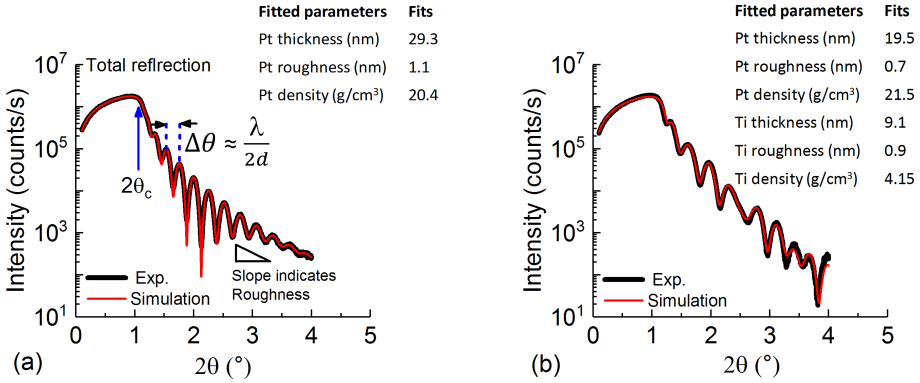 Fitted parameters Fits
Pt thickness (nm) 29.3
Pt roughness (nm) 1.1
Pt density (g/cm³) 20.4
10⁷
10⁵
10³
10¹
Intensity (counts/s)
Total reflrection
Δθ ≈ λ/2d
2θc
Slope indicates
Roughness
Exp.
Simulation
0 1 2 3 4 5
(a) 2θ (°)
Fitted parameters Fits
Pt thickness (nm) 19.5
Pt roughness (nm) 0.7
Pt density (g/cm³) 21.5
Ti thickness (nm) 9.1
Ti roughness (nm) 0.9
Ti density (g/cm³) 4.15
10⁷
10⁵
10³
10¹
Intensity (counts/s)
Exp.
Simulation
0 1 2 3 4 5
(b) 2θ (°)